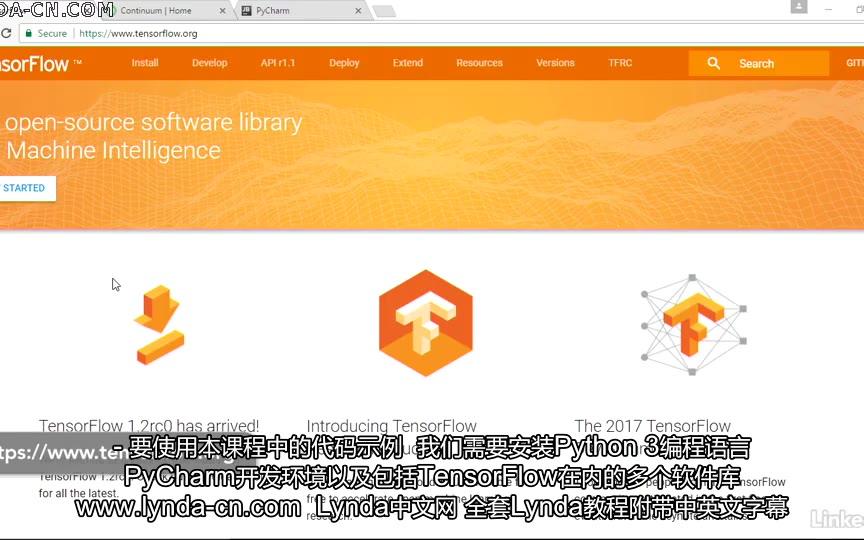 DA-CN.COM
Continuum | Home
PyCharm
Secure
https://www.tensorflow.org
nsorFlow ™
Install
Develop
API r1.1
Deploy
Extend
Resources
Versions
TFRC
Search
GIT
open-source software library
Machine Intelligence
STARTED
TensorFlow 1.2rc0 has arrived!
Introducing TensorFlow
The 2017 TensorFlow
- 要使用本课程中的代码示例 我们需要安装Python 3编程语言
PyCharm开发环境以及包括TensorFlow在内的多个软件库
www.lynda-cn.com Lynda中文网 全套Lynda教程附带中英文字幕
for all the latest.
research.
Linke